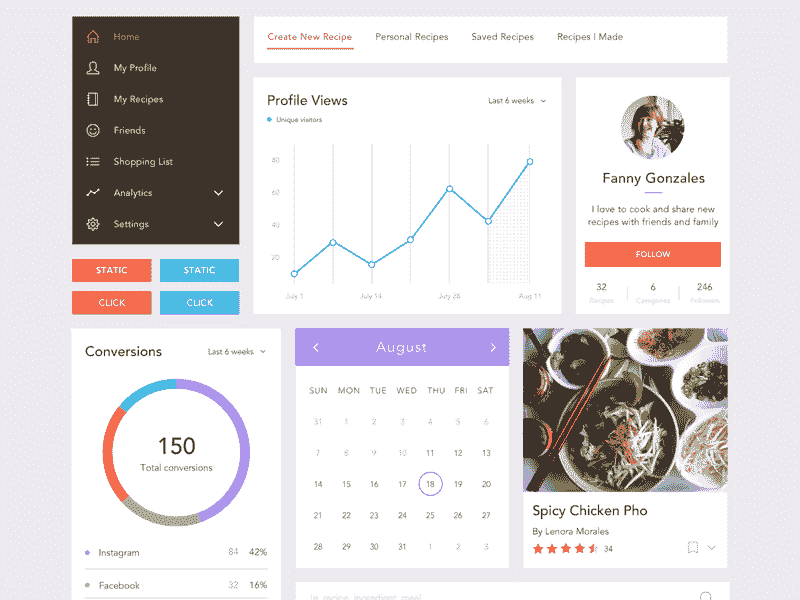 Home
My Profile
My Recipes
Friends
Shopping List
Analytics
Settings
STATIC
STATIC
CLICK
CLICK
Create New Recipe
Personal Recipes
Saved Recipes
Recipes I Made
Profile Views
Last 6 weeks
Unique visitors
80
60
40
20
July 1
July 14
July 28
Aug 11
Fanny Gonzales
I love to cook and share new
recipes with friends and family
FOLLOW
32 6 246
Recipes Categories Followers
Conversions
Last 6 weeks
150
Total conversions
Instagram 84 42%
Facebook 32 16%
August
SUN MON TUE WED THU FRI SAT
31 1 2 3 4 5 6
7 8 9 10 11 12 13
14 15 16 17 18 19 20
21 22 23 24 25 26 27
28 29 30 31 1 2 3
Spicy Chicken Pho
By Lenora Morales
34
recipe, ingredient, meal